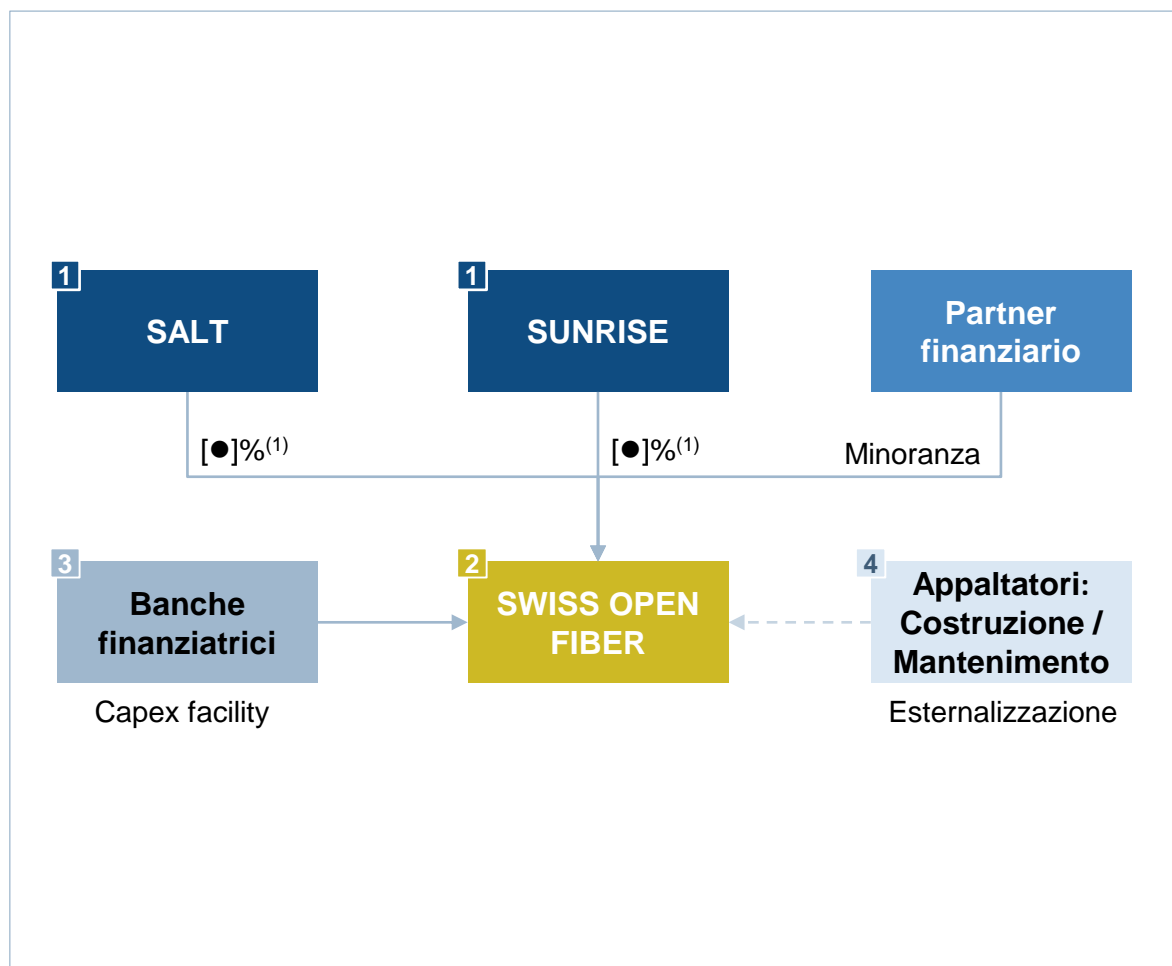 1
SALT
1
SUNRISE
Partner
finanziario
[●]%(1)
[●]%(1)
Minoranza
3
Banche
finanziatrici
2
SWISS OPEN
FIBER
4
Appaltatori:
Costruzione /
Mantenimento
Capex facility
Esternalizzazione